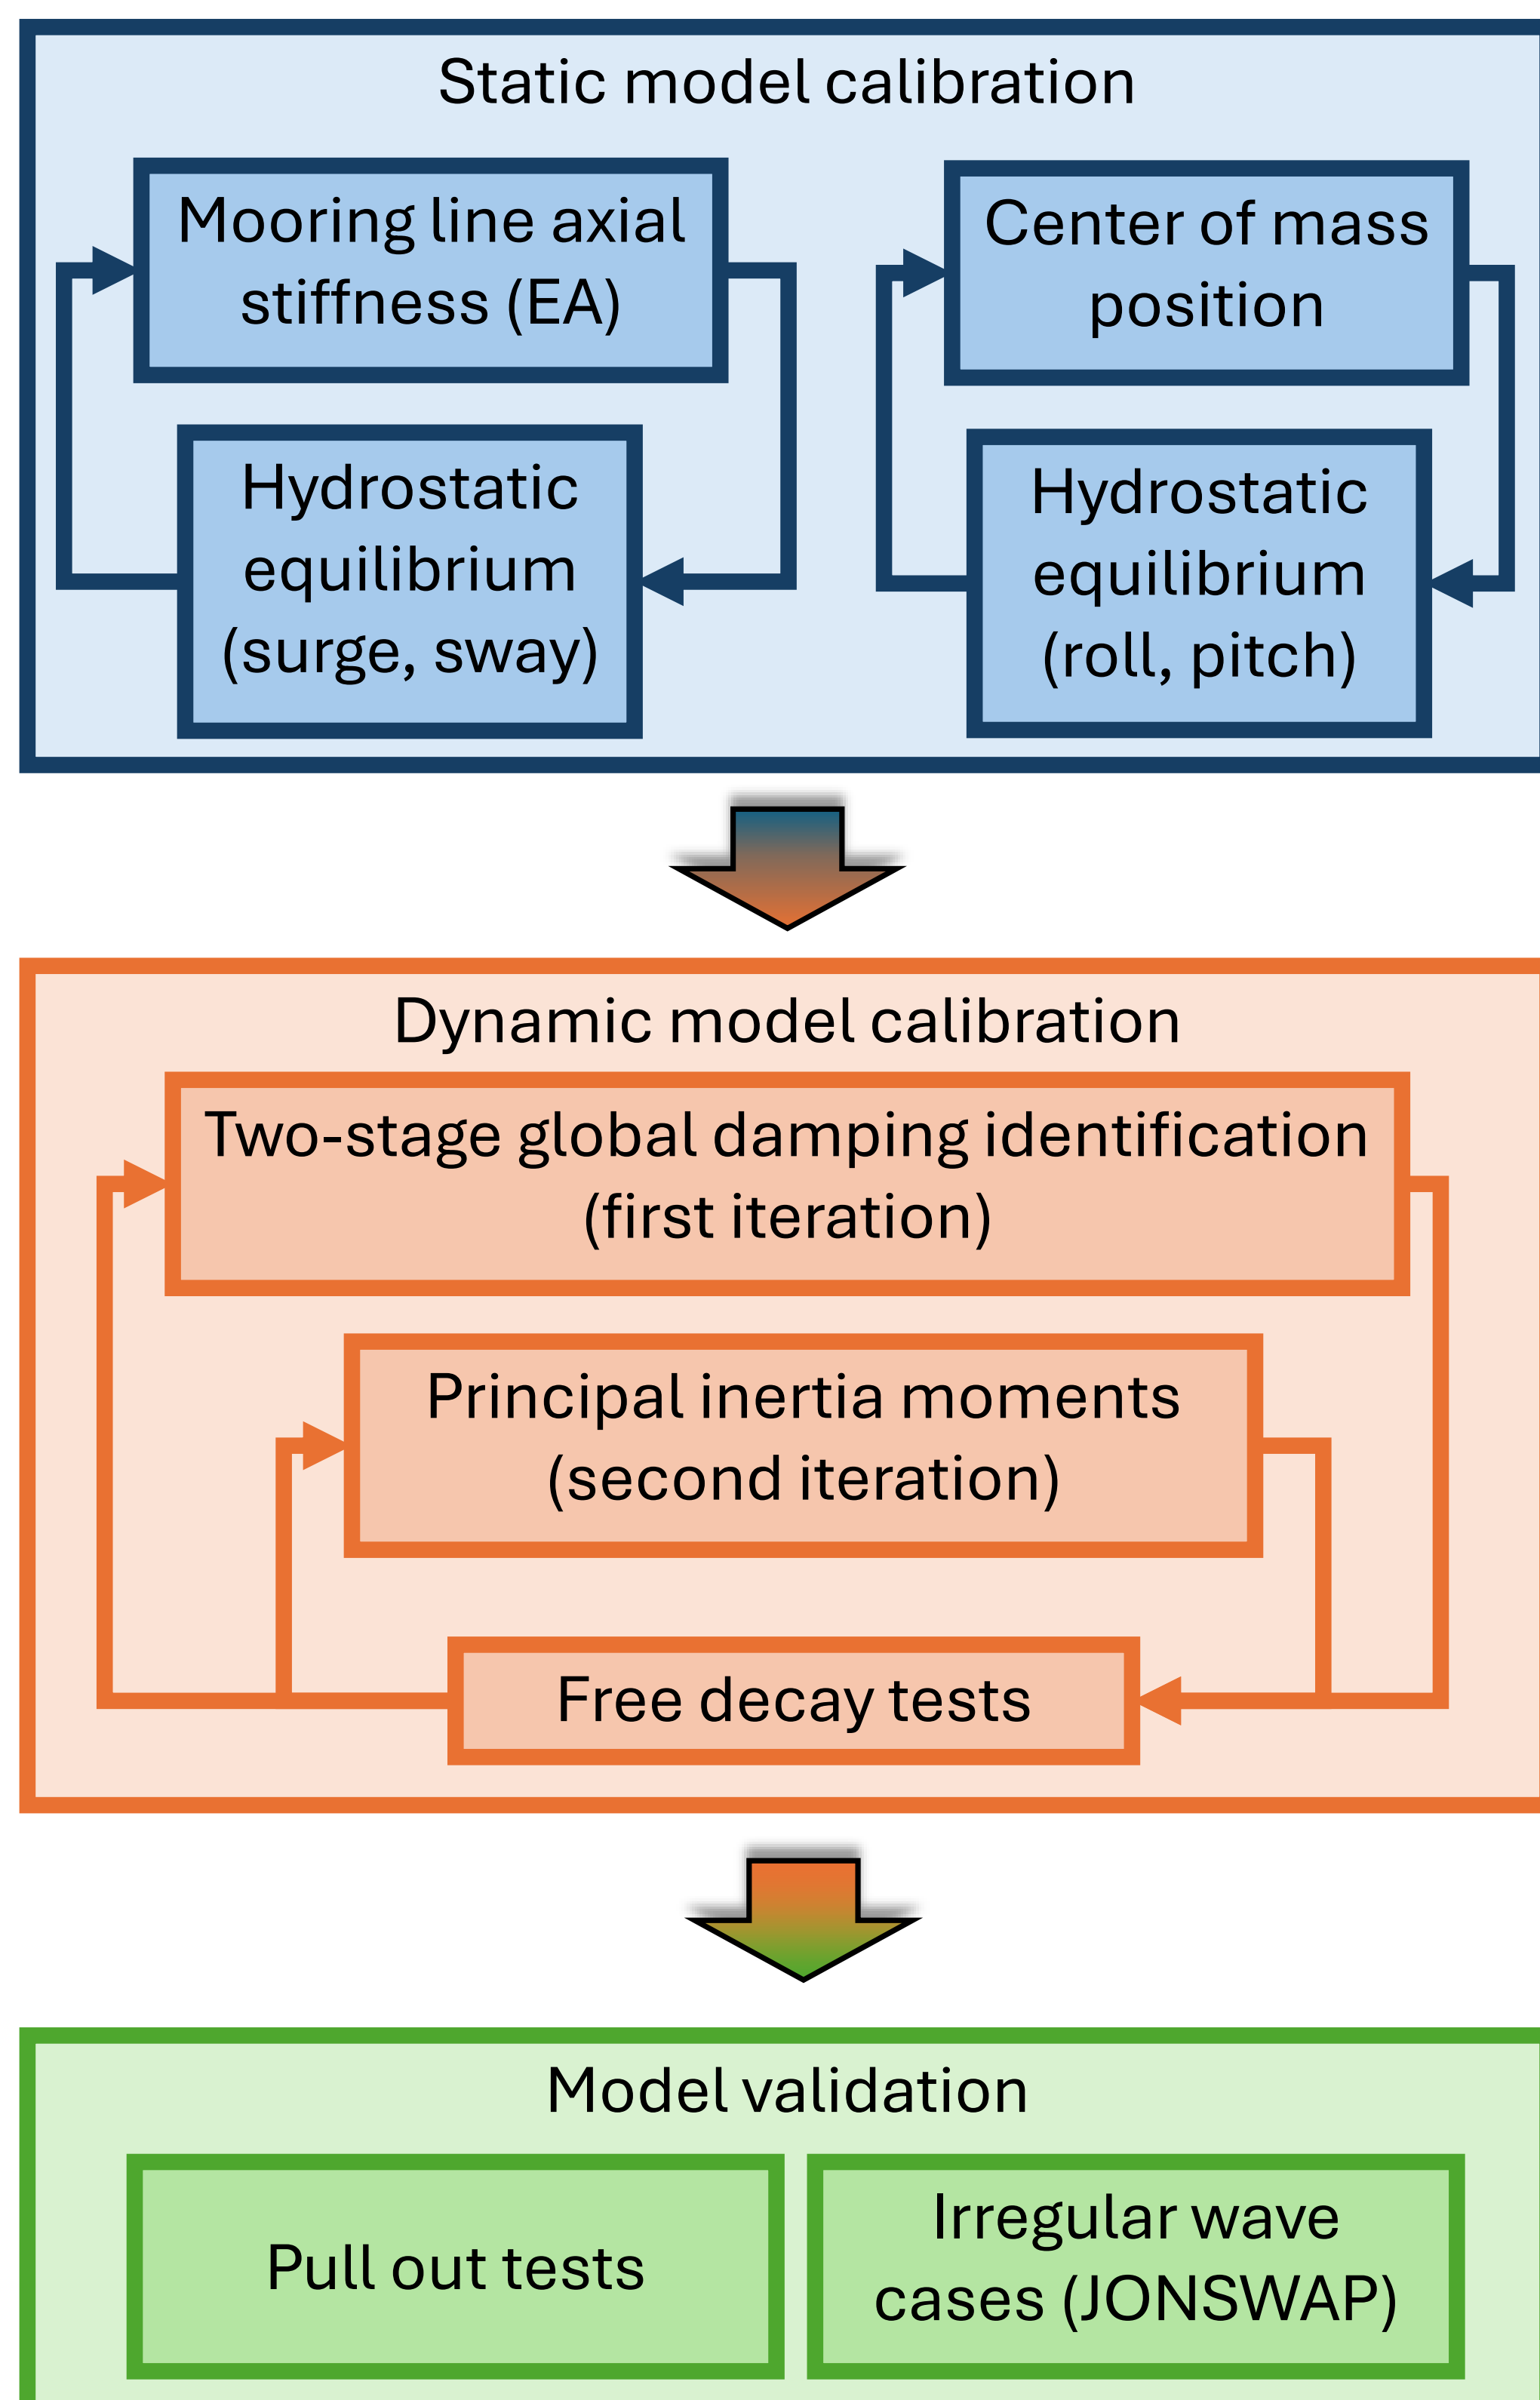 Static model calibration
Mooring line axial
stiffness (EA)
Center of mass
position
Hydrostatic
equilibrium
(surge, sway)
Hydrostatic
equilibrium
(roll, pitch)
Dynamic model calibration
Two-stage global damping identification
(first iteration)
Principal inertia moments
(second iteration)
Free decay tests
Model validation
Pull out tests
Irregular wave
cases (JONSWAP)